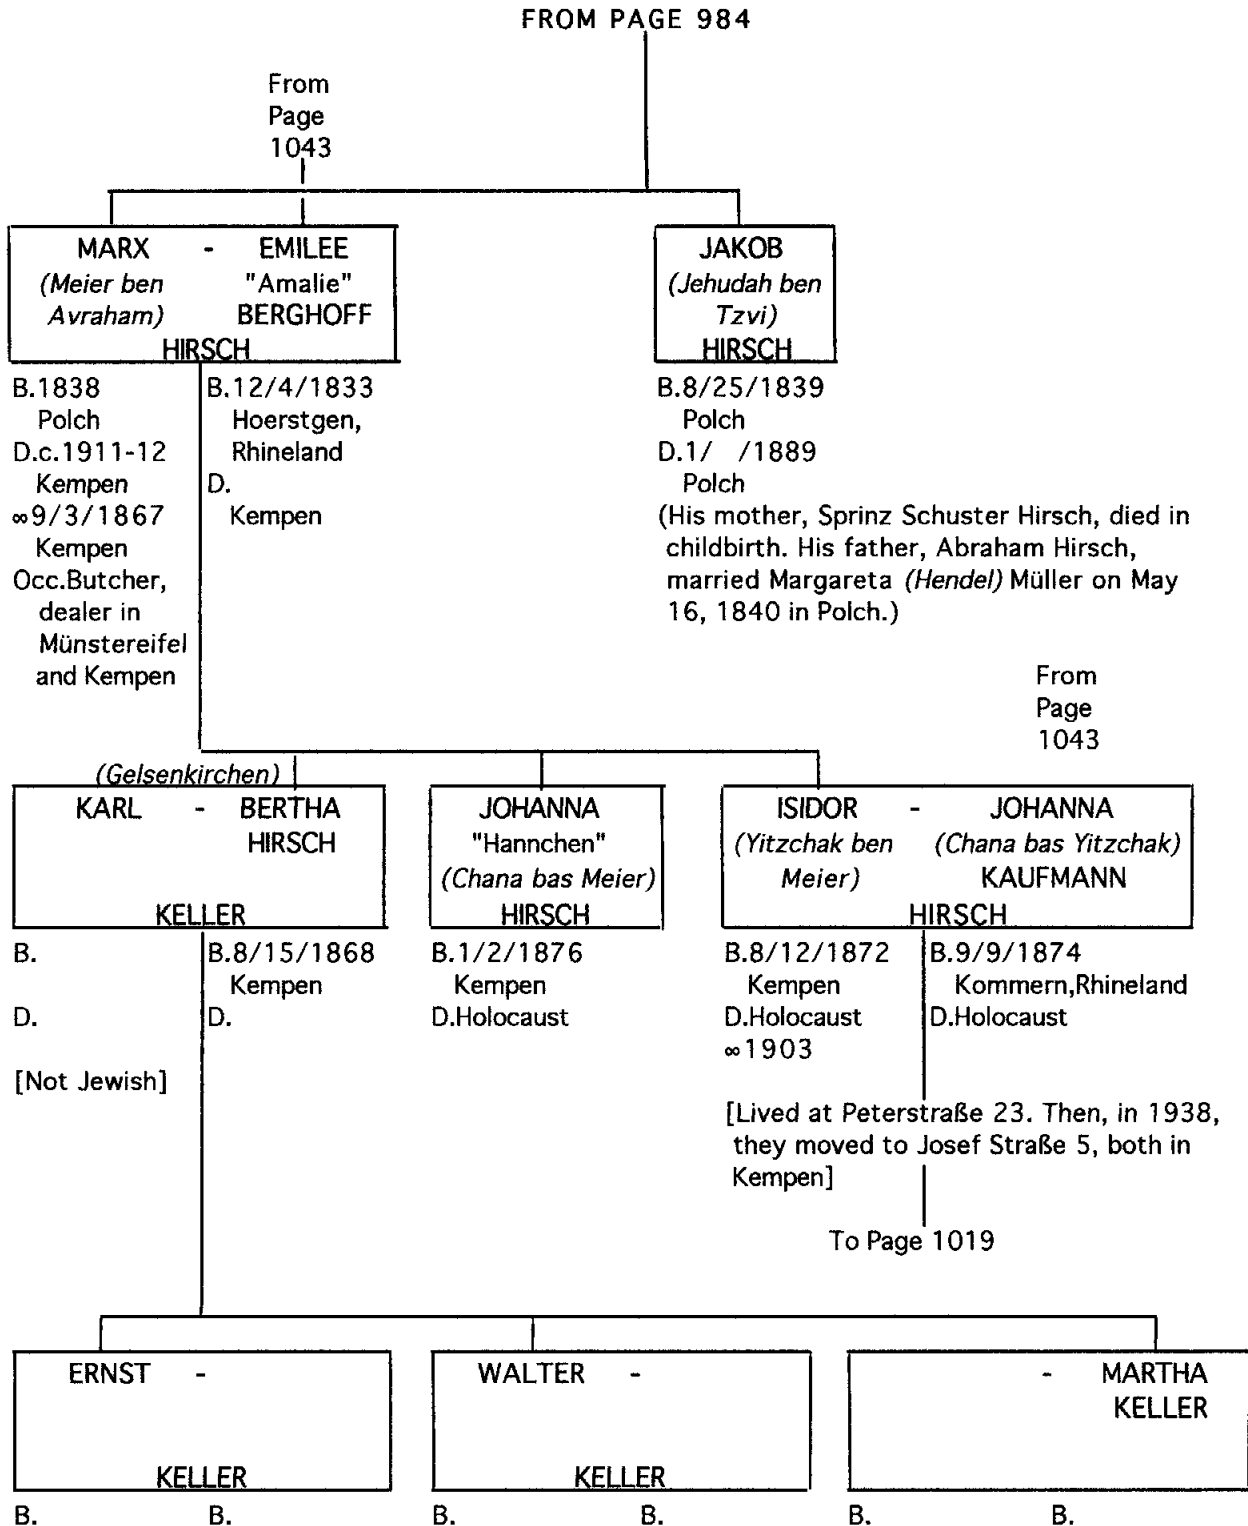 FROM PAGE 984
From
Page
1043
MARX - EMILEE
(Meier ben "Amalie"
Avraham) BERGHOFF
HIRSCH
JAKOB
(Jehudah ben
Tzvi)
HIRSCH
B.1838
Polch
D.c.1911-12
Kempen
∞9/3/1867
Kempen
Occ.Butcher,
dealer in
Münstereifel
and Kempen
B.12/4/1833
Hoerstgen,
Rhineland
D.
Kempen
B.8/25/1839
Polch
D.1/ /1889
Polch
(His mother, Sprinz Schuster Hirsch, died in
childbirth. His father, Abraham Hirsch,
married Margareta (Hendel) Müller on May
16, 1840 in Polch.)
From
Page
1043
(Gelsenkirchen)
KARL - BERTHA
HIRSCH
KELLER
JOHANNA
"Hannchen"
(Chana bas Meier)
HIRSCH
ISIDOR - JOHANNA
(Yitzchak ben (Chana bas Yitzchak)
Meier) KAUFMANN
HIRSCH
B.
D.
[Not Jewish]
B.8/15/1868
Kempen
D.
B.1/2/1876
Kempen
D.Holocaust
B.8/12/1872
Kempen
D.Holocaust
∞1903
B.9/9/1874
Kommern,Rhineland
D.Holocaust
[Lived at Peterstraße 23. Then, in 1938,
they moved to Josef Straße 5, both in
Kempen]
To Page 1019
ERNST -
KELLER
WALTER -
KELLER
- MARTHA
KELLER
B. B.
B. B.
B. B.